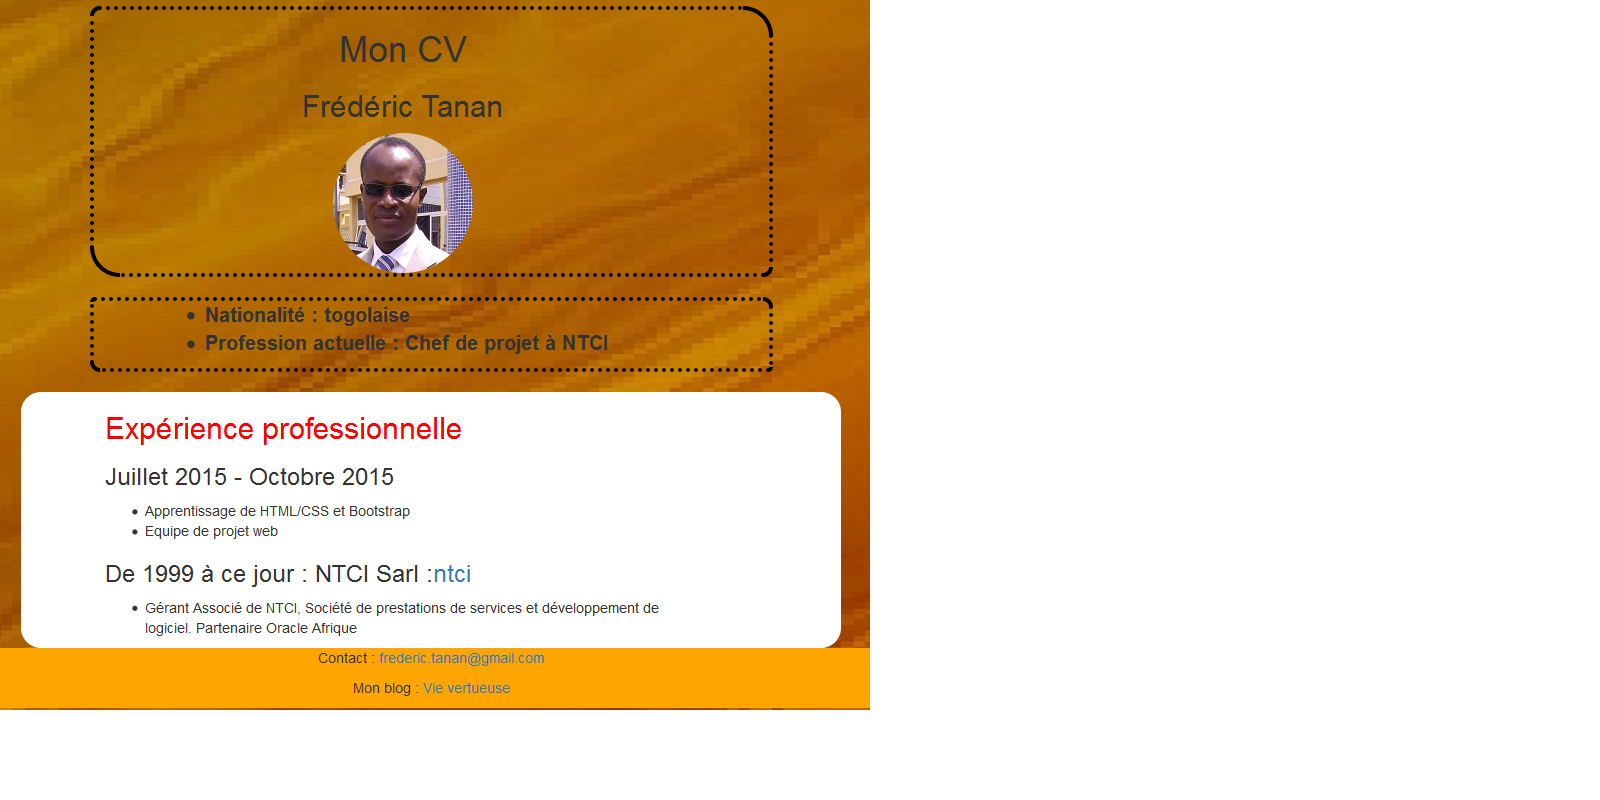 Mon CV
Frédéric Tanan
Nationalité : togolaise
Profession actuelle : Chef de projet à NTCI
Expérience professionnelle
Juillet 2015 - Octobre 2015
Apprentissage de HTML/CSS et Bootstrap
Equipe de projet web
De 1999 à ce jour : NTCI Sarl :ntci
Gérant Associé de NTCI, Société de prestations de services et développement de
logiciel. Partenaire Oracle Afrique
Contact : frederic.tanan@gmail.com
Mon blog : Vie vertueuse